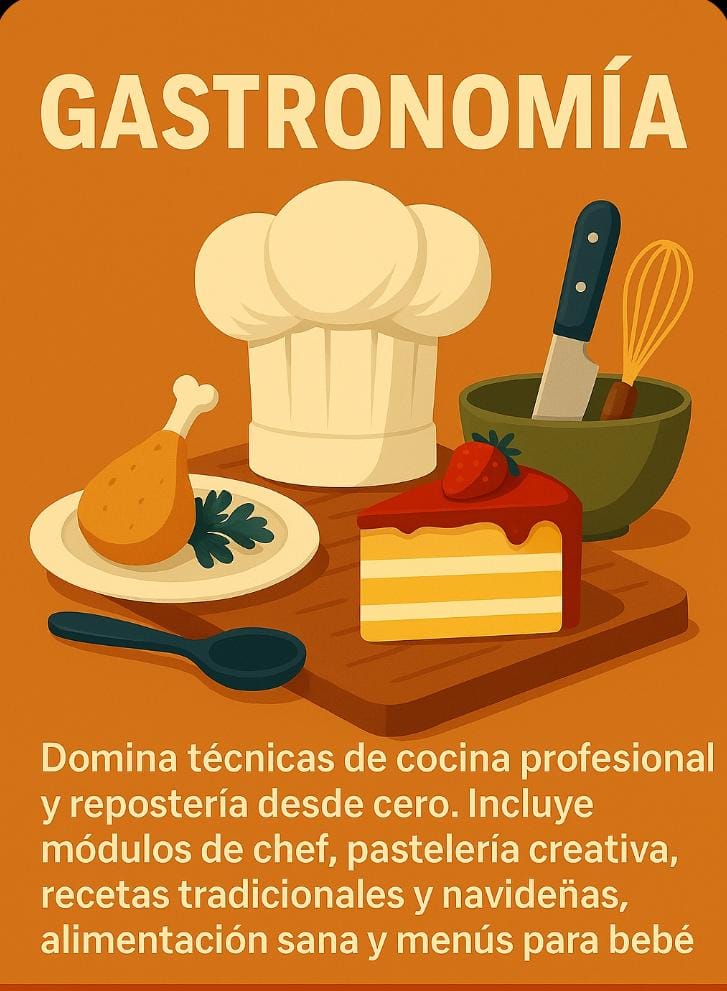 GASTRONOMÍA
Domina técnicas de cocina profesional
y repostería desde cero. Incluye
módulos de chef, pastelería creativa,
recetas tradicionales y navideñas,
alimentación sana y menús para bebé